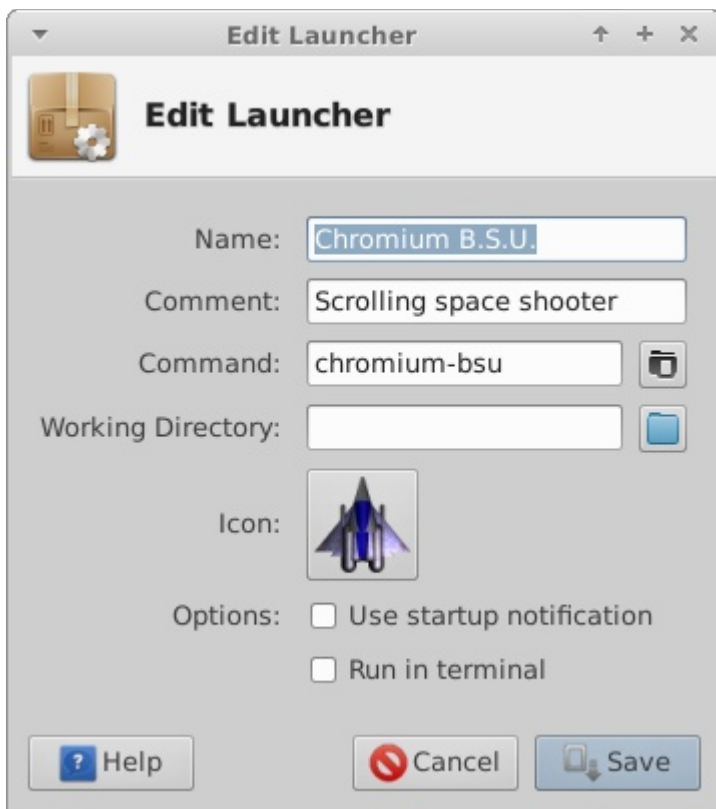 Edit Launcher
Edit Launcher
Name: Chromium B.S.U.
Comment: Scrolling space shooter
Command: chromium-bsu
Working Directory:
Icon:
Options: Use startup notification
Run in terminal
? Help Cancel Save